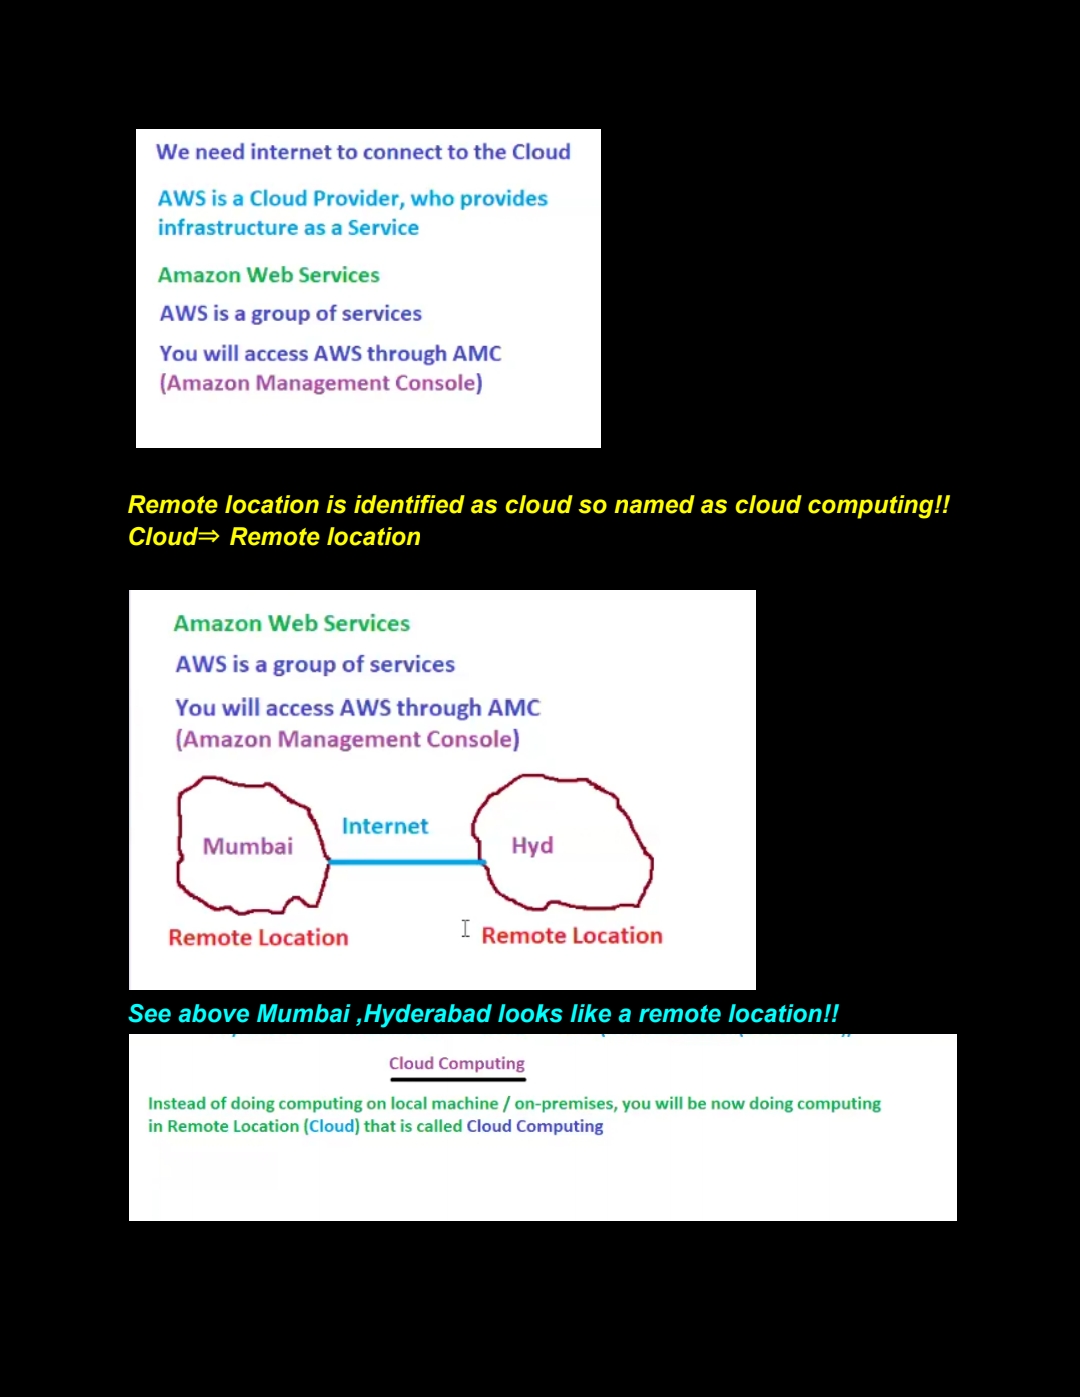 We need internet to connect to the Cloud
AWS is a Cloud Provider, who provides
infrastructure as a Service
Amazon Web Services
AWS is a group of services
You will access AWS through AMC
(Amazon Management Console)
Remote location is identified as cloud so named as cloud computing!!
Cloud⇒ Remote location
Amazon Web Services
AWS is a group of services
You will access AWS through AMC
(Amazon Management Console)
Internet
Mumbai
Hyd
Remote Location
Remote Location
See above Mumbai ,Hyderabad looks like a remote location!!
Cloud Computing
Instead of doing computing on local machine / on-premises, you will be now doing computing
in Remote Location (Cloud) that is called Cloud Computing